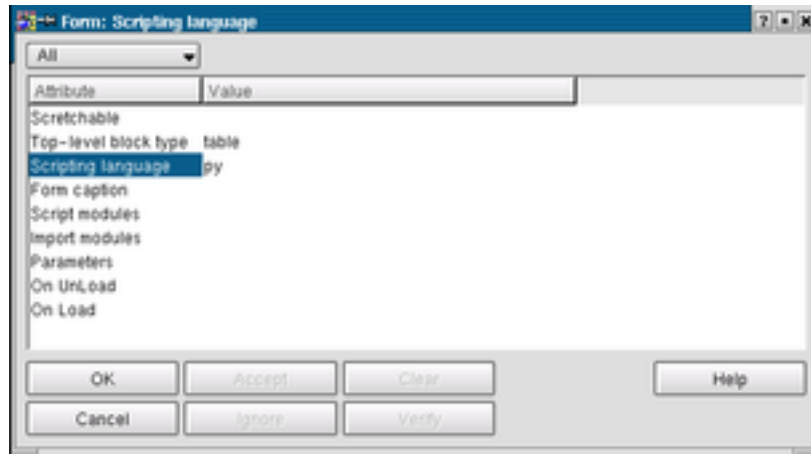 Form: Scripting language
All
Attribute Value
Scretchable
Top-level block type table
Scripting language py
Form caption
Script modules
Import modules
Parameters
On UnLoad
On Load
OK Accept Clear Help
Cancel Ignore Verify